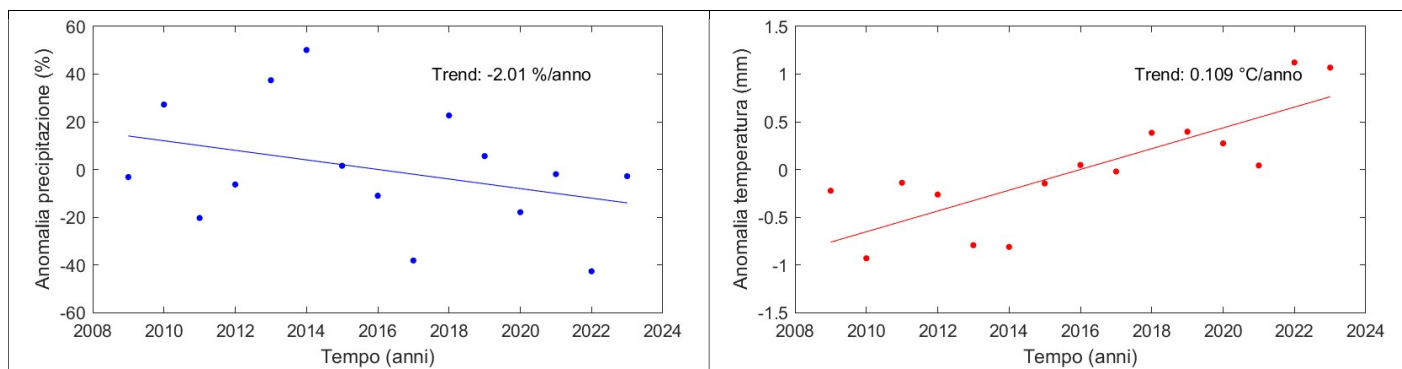 Anomalia precipitazione (%)
60
40
20
0
-20
-40
-60
Trend: -2.01 %/anno
2008 2010 2012 2014 2016 2018 2020 2022 2024
Tempo (anni)
Anomalia temperatura (mm)
1.5
1
0.5
0
-0.5
-1
-1.5
Trend: 0.109 °C/anno
2008 2010 2012 2014 2016 2018 2020 2022 2024
Tempo (anni)